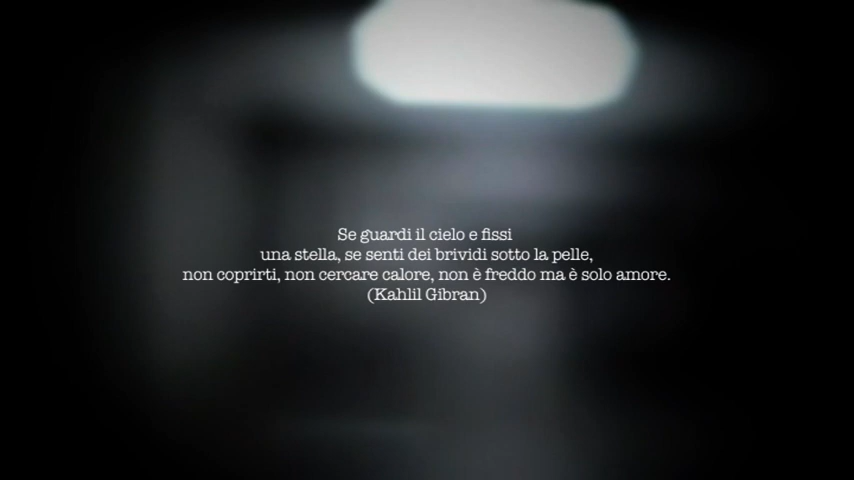 Se guardi il cielo e fissi
una stella, se senti dei brividi sotto la pelle,
non coprirti, non cercare calore, non è freddo ma è solo amore.
(Kahlil Gibran)